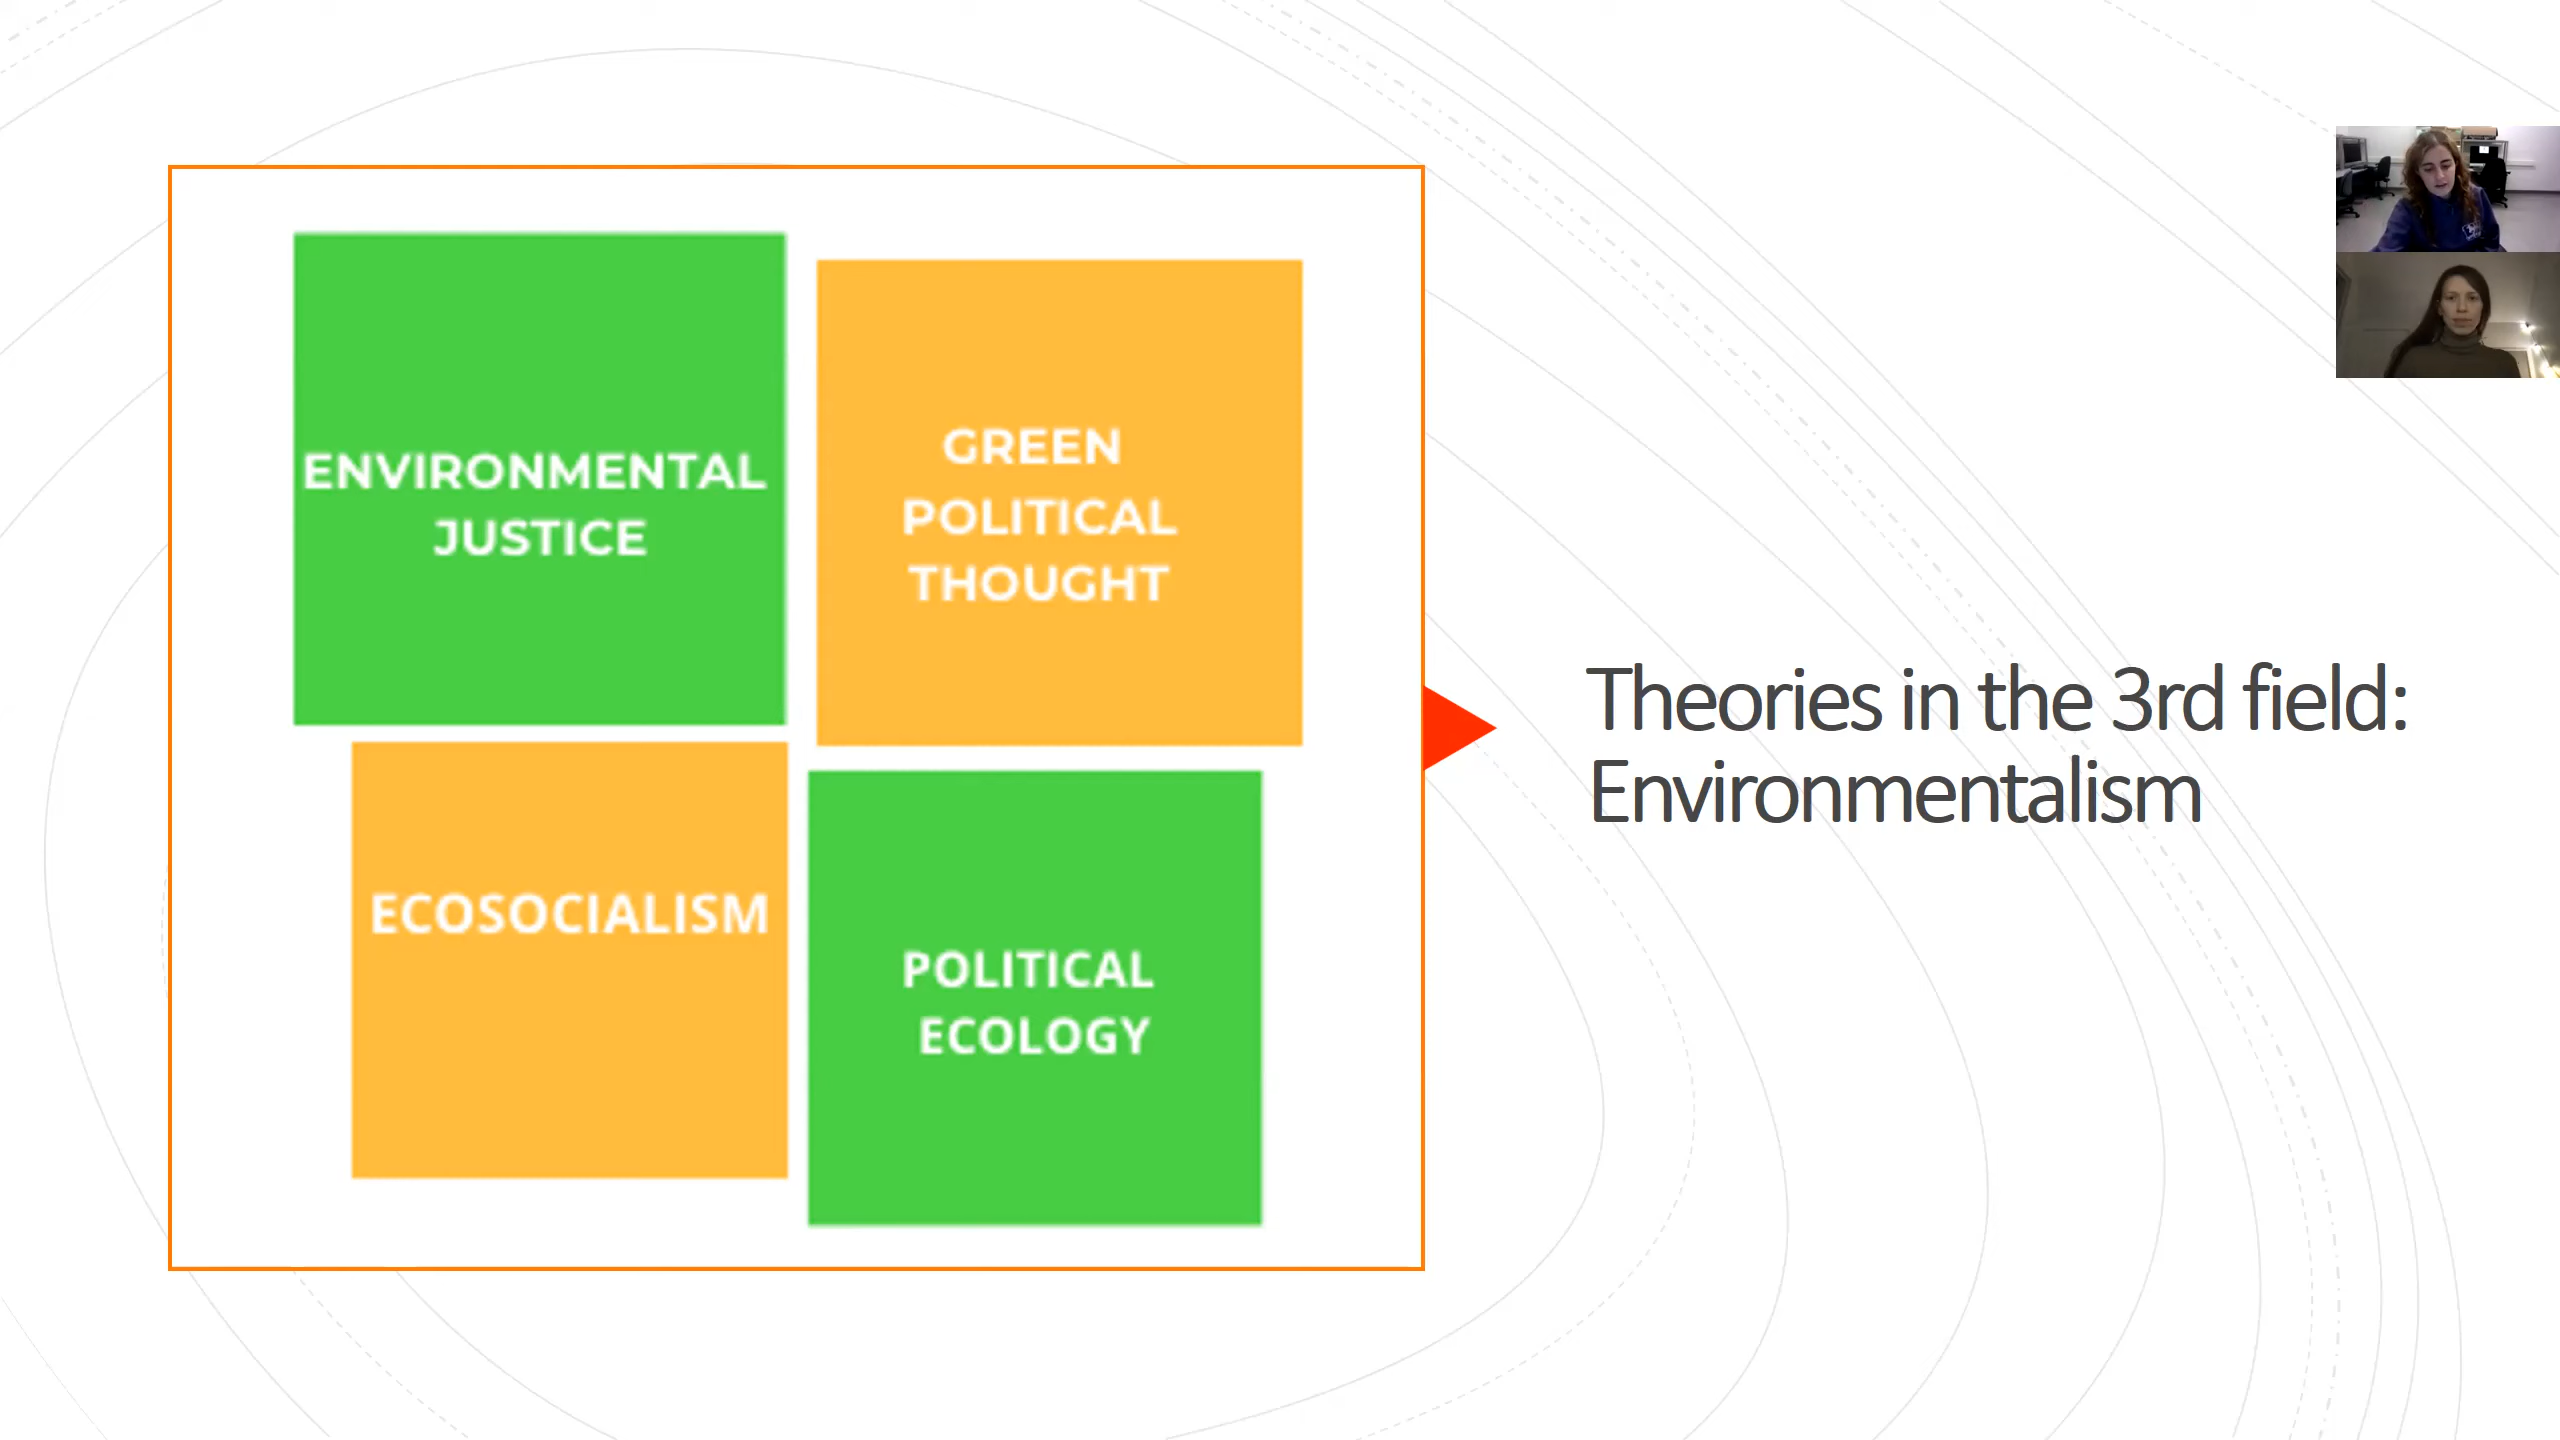 ENVIRONMENTAL
JUSTICE
GREEN
POLITICAL
THOUGHT
ECOSOCIALISM
POLITICAL
ECOLOGY
Theories in the 3rd field:
Environmentalism